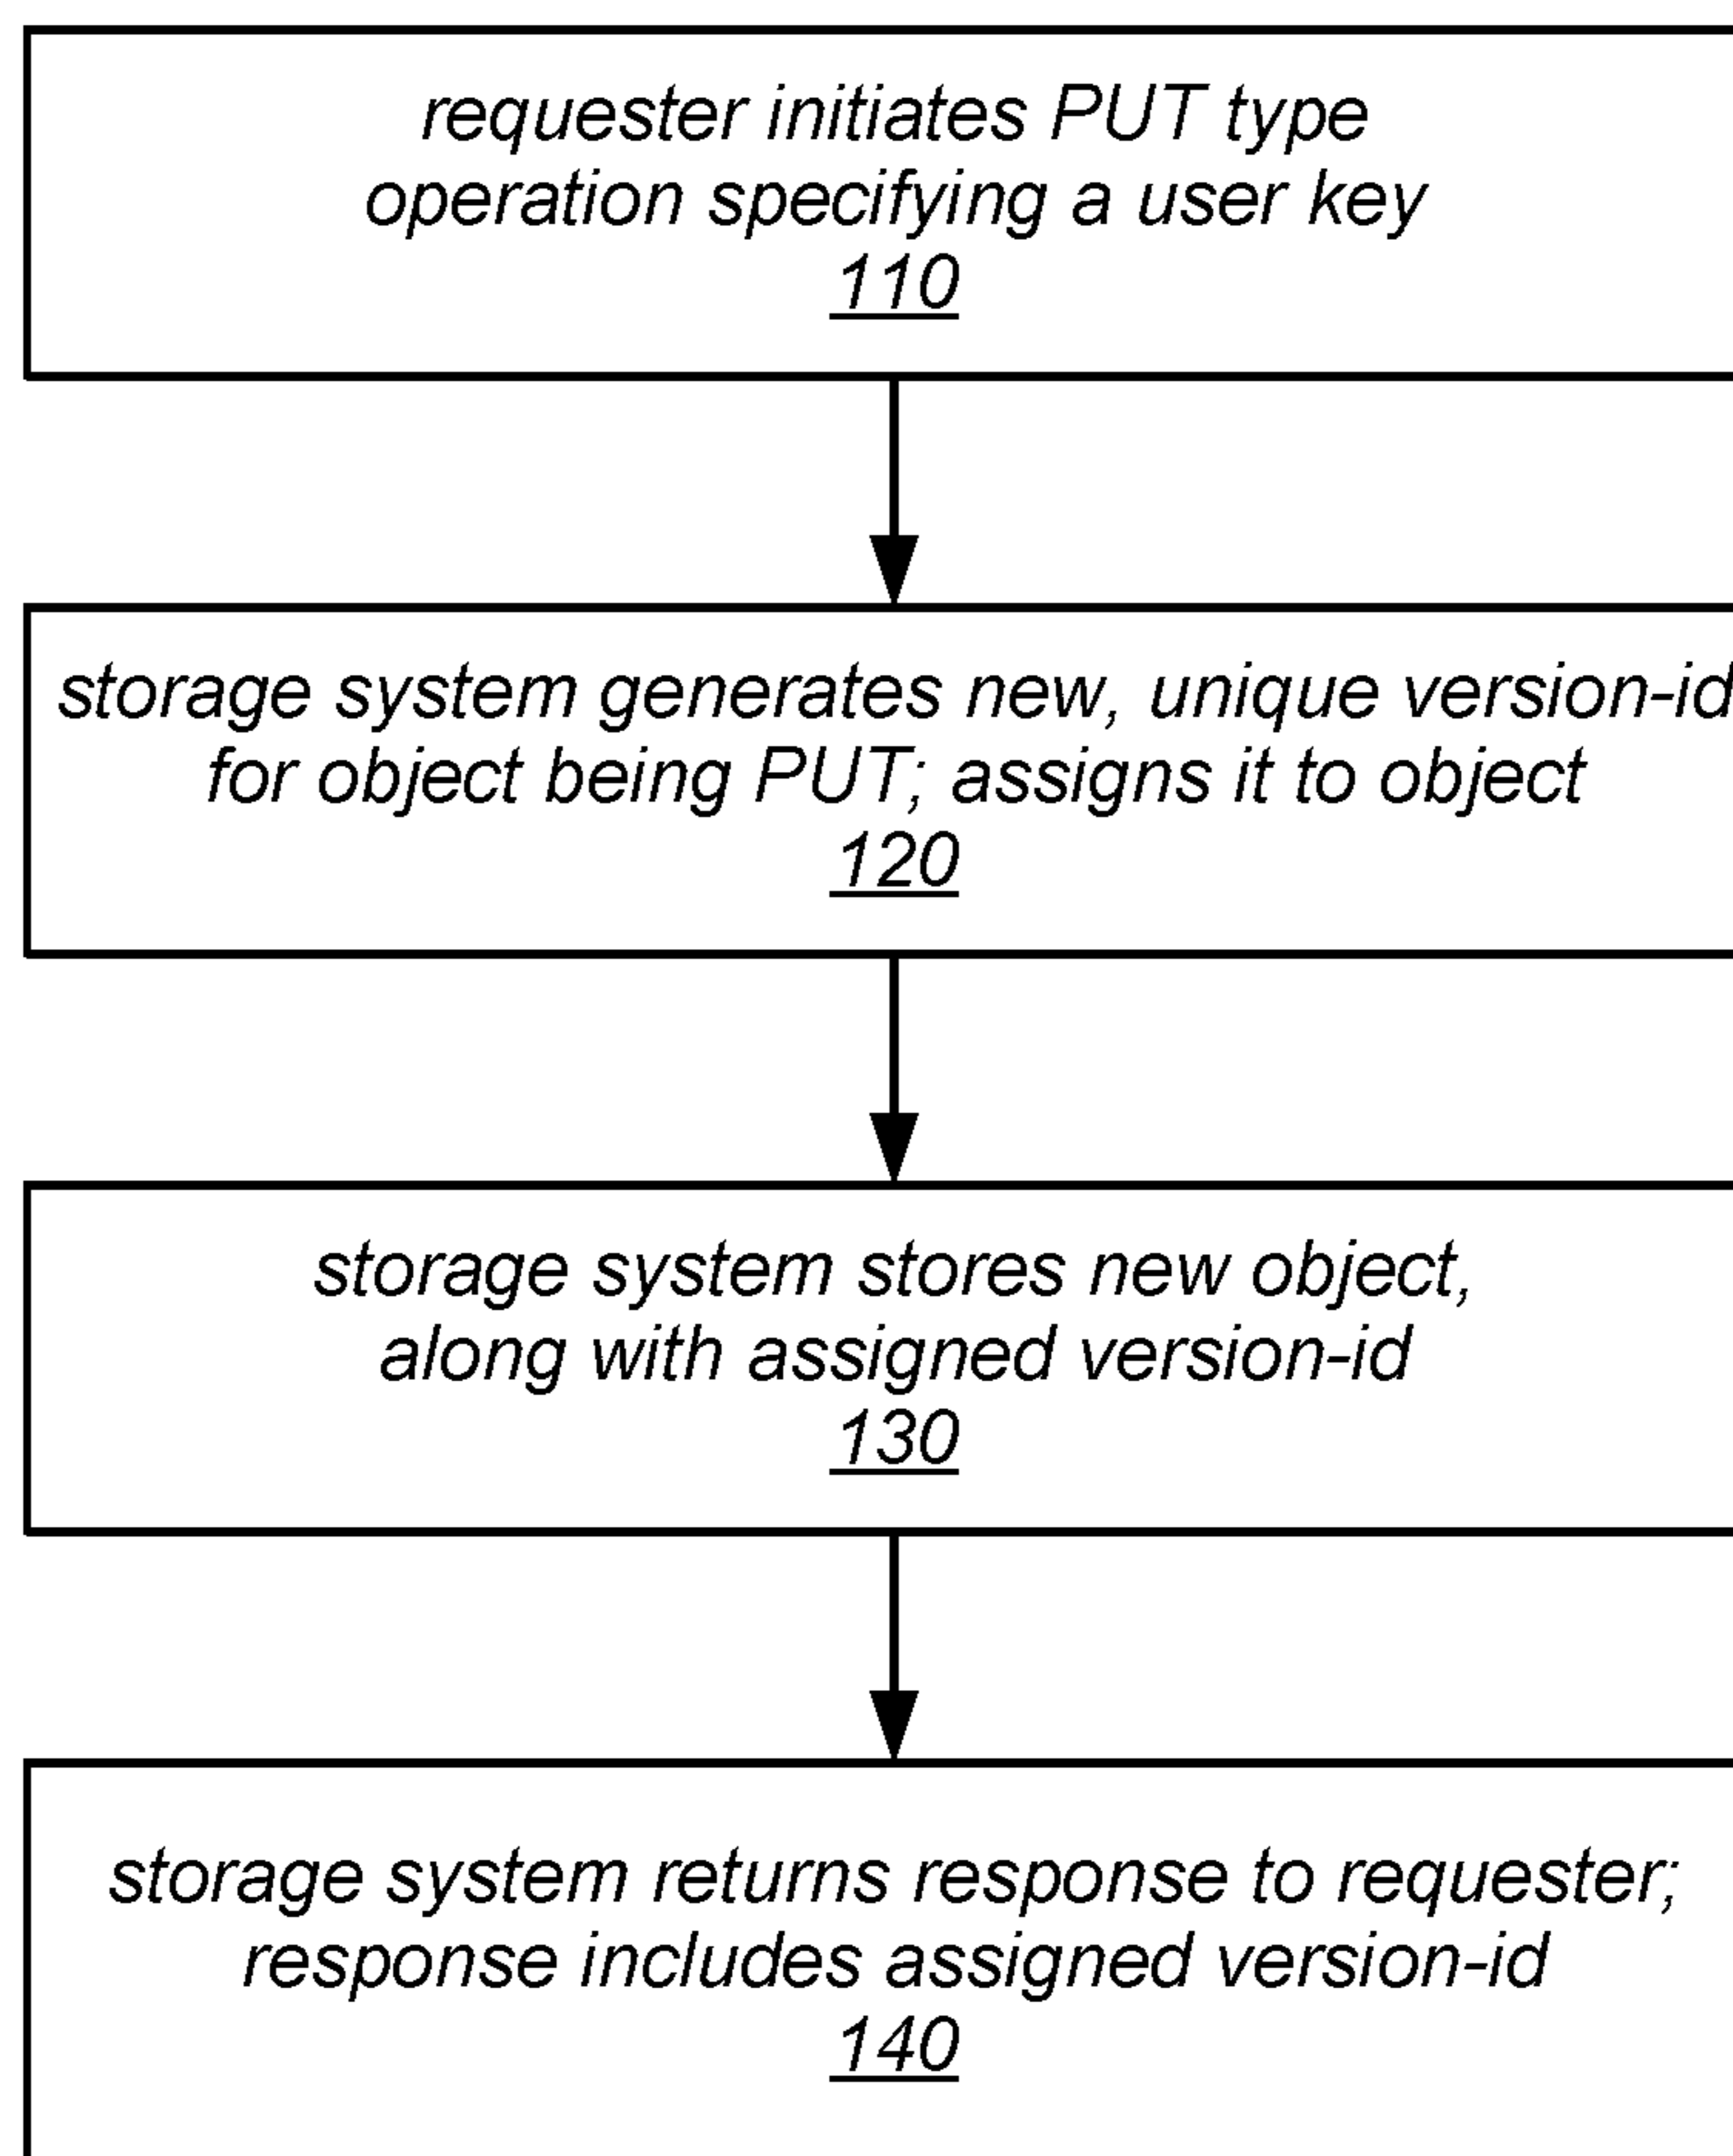 requester initiates PUT type
operation specifying a user key
110
storage system generates new, unique version-id
for object being PUT; assigns it to object
120
storage system stores new object,
along with assigned version-id
130
storage system returns response to requester;
response includes assigned version-id
140